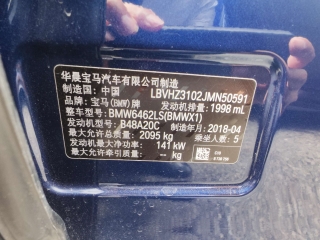 华晨宝马汽车有限公司制造
制造国：中国 LBVHZ3102JMN50591
品牌：宝马(BMW)牌 发动机排量：1998 mL
整车型号：BMW6462LS(BMWX1)
发动机型号：B48A20C 制造年月：2018-04
最大允许总质量：2095 kg 乘坐人数：5
发动机最大净功率：141 kW
最大允许牵引质量：— kg